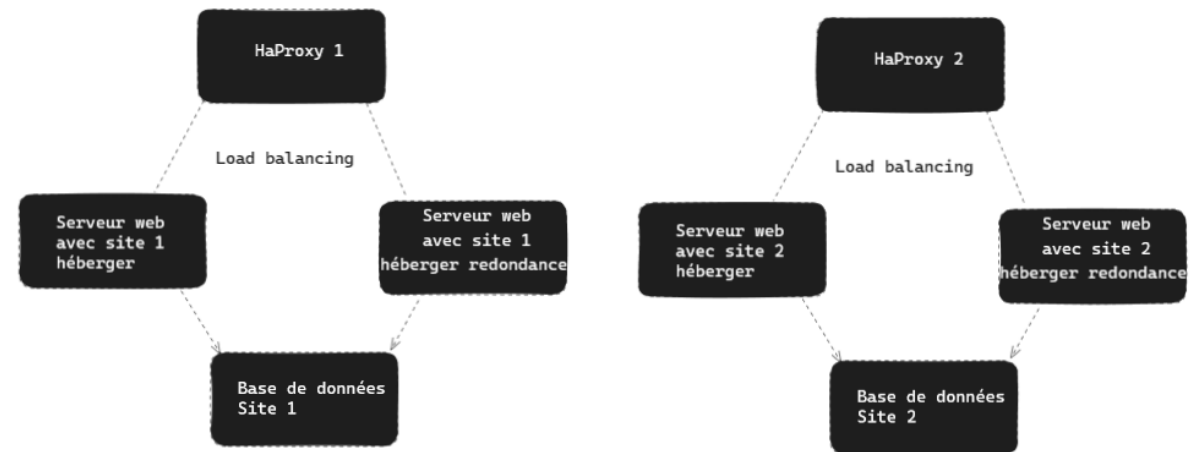 HaProxy 1
Load balancing
Serveur web
avec site 1
héberger
Serveur web
avec site 1
héberger redondance
Base de données
Site 1
HaProxy 2
Load balancing
Serveur web
avec site 2
héberger
Serveur web
avec site 2
héberger redondance
Base de données
Site 2